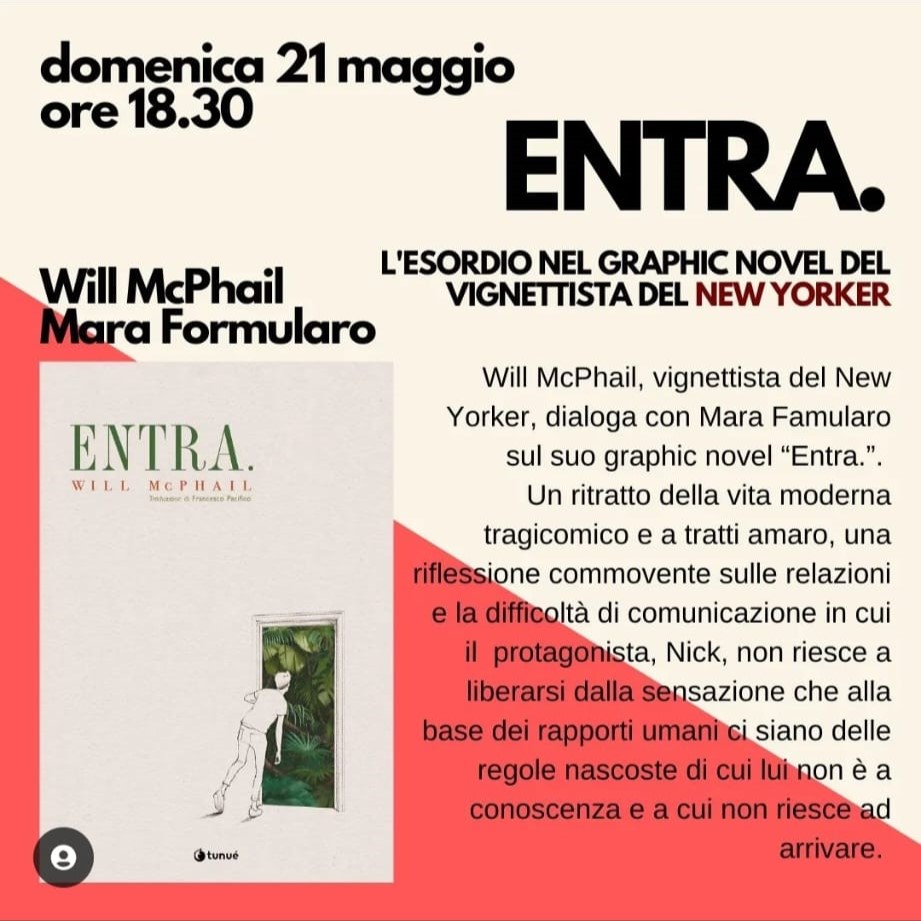 domenica 21 maggio
ore 18.30
ENTRA.
L'ESORDIO NEL GRAPHIC NOVEL DEL
VIGNETTISTA DEL NEW YORKER
Will McPhail
Mara Formularo
ENTRA.
WILL MCPHAIL
Traduzione di Francesco Pacifico
tunué
Will McPhail, vignettista del New
Yorker, dialoga con Mara Famularo
sul suo graphic novel “Entra.”.
Un ritratto della vita moderna
tragicomico e a tratti amaro, una
riflessione commovente sulle relazioni
e la difficoltà di comunicazione in cui
il protagonista, Nick, non riesce a
liberarsi dalla sensazione che alla
base dei rapporti umani ci siano delle
regole nascoste di cui lui non è a
conoscenza e a cui non riesce ad
arrivare.